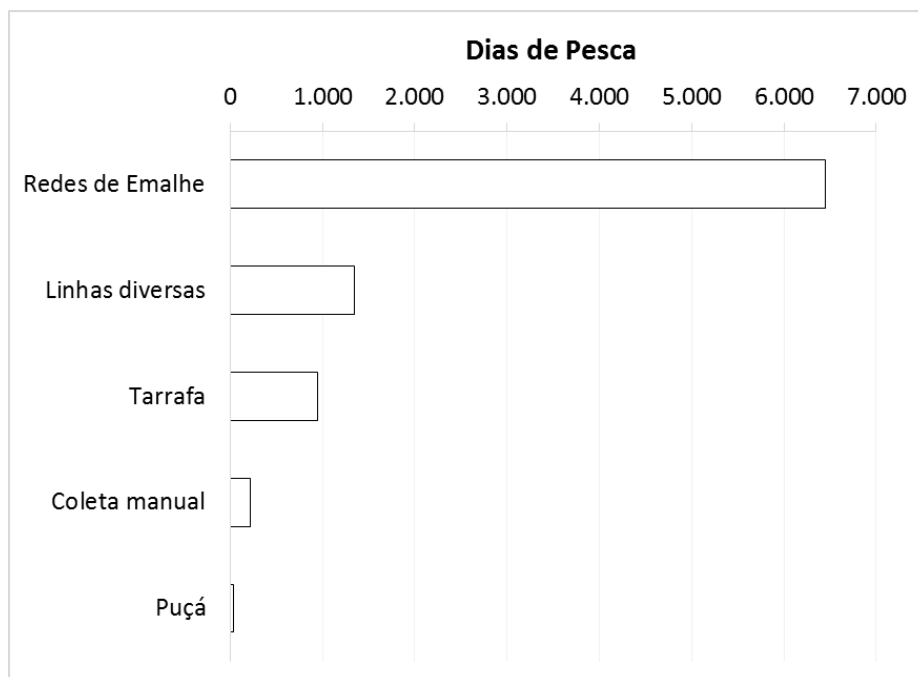 Dias de Pesca
0 1.000 2.000 3.000 4.000 5.000 6.000 7.000
Redes de Emalhe
Linhas diversas
Tarrafa
Coleta manual
Puçá